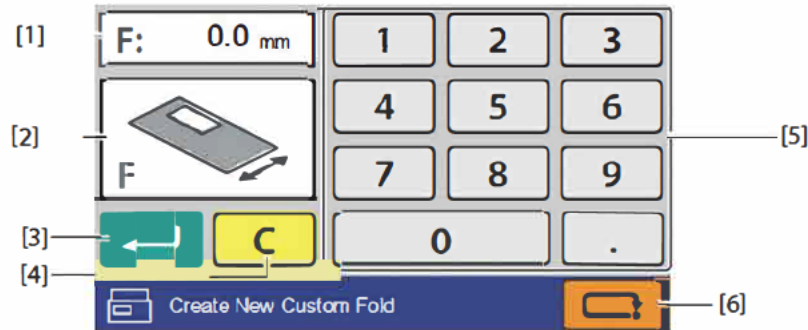 [1] F: 0.0 mm 1 2 3
[2] F 4 5 6 [5]
7 8 9
[3] C 0 .
[4]
Create New Custom Fold [6]